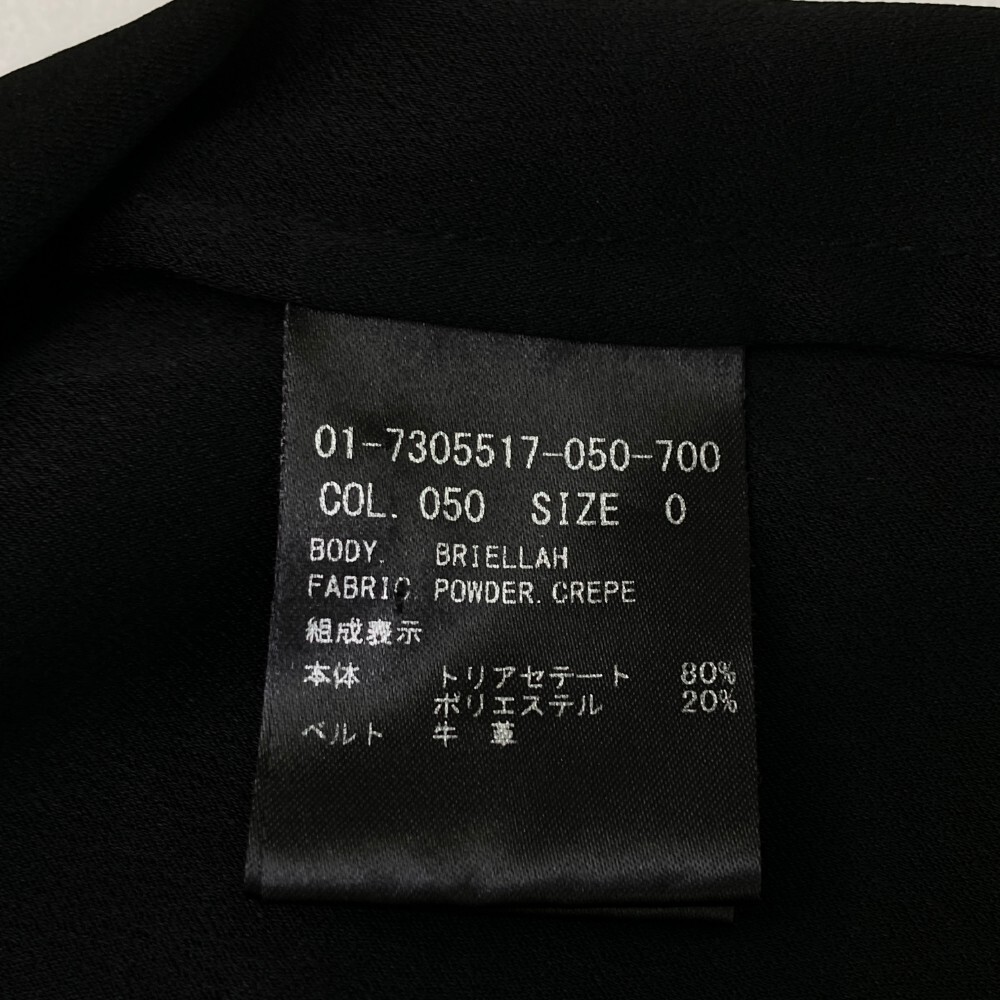 01-7305517-050-700
COL. 050 SIZE 0
BODY. BRIELLAH
FABRIC. POWDER.CREPE
組成表示
本体 トリアセテート 80%
ポリエステル 20%
ベルト 牛 革